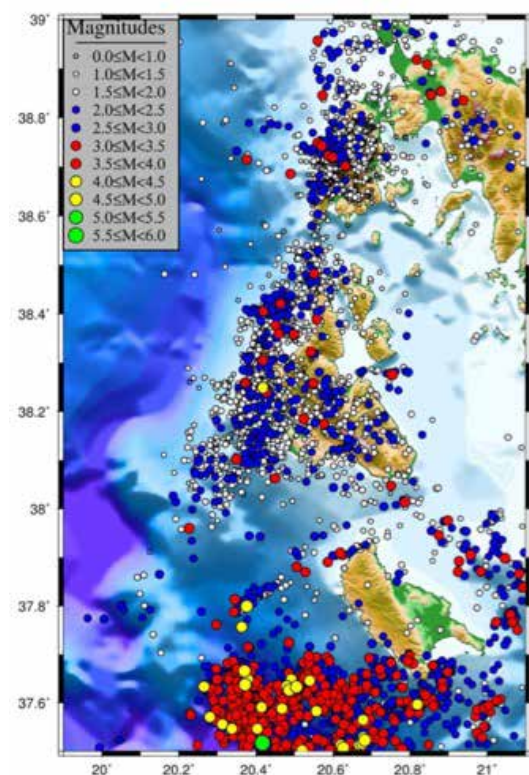 39˚
38.8˚
38.6˚
38.4˚
38.2˚
38˚
37.8˚
37.6˚
Magnitudes
0.0≤M<1.0
1.0≤M<1.5
1.5≤M<2.0
2.0≤M<2.5
2.5≤M<3.0
3.0≤M<3.5
3.5≤M<4.0
4.0≤M<4.5
4.5≤M<5.0
5.0≤M<5.5
5.5≤M<6.0
20˚ 20.2˚ 20.4˚ 20.6˚ 20.8˚ 21˚